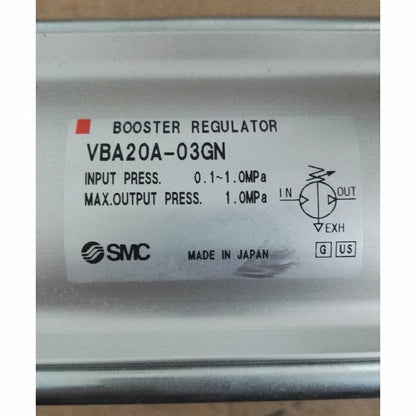 BOOSTER REGULATOR
VBA20A-03GN
INPUT PRESS. 0.1~1.0MPa
MAX.OUTPUT PRESS. 1.0MPa
IN OUT
EXH
SMC MADE IN JAPAN G US